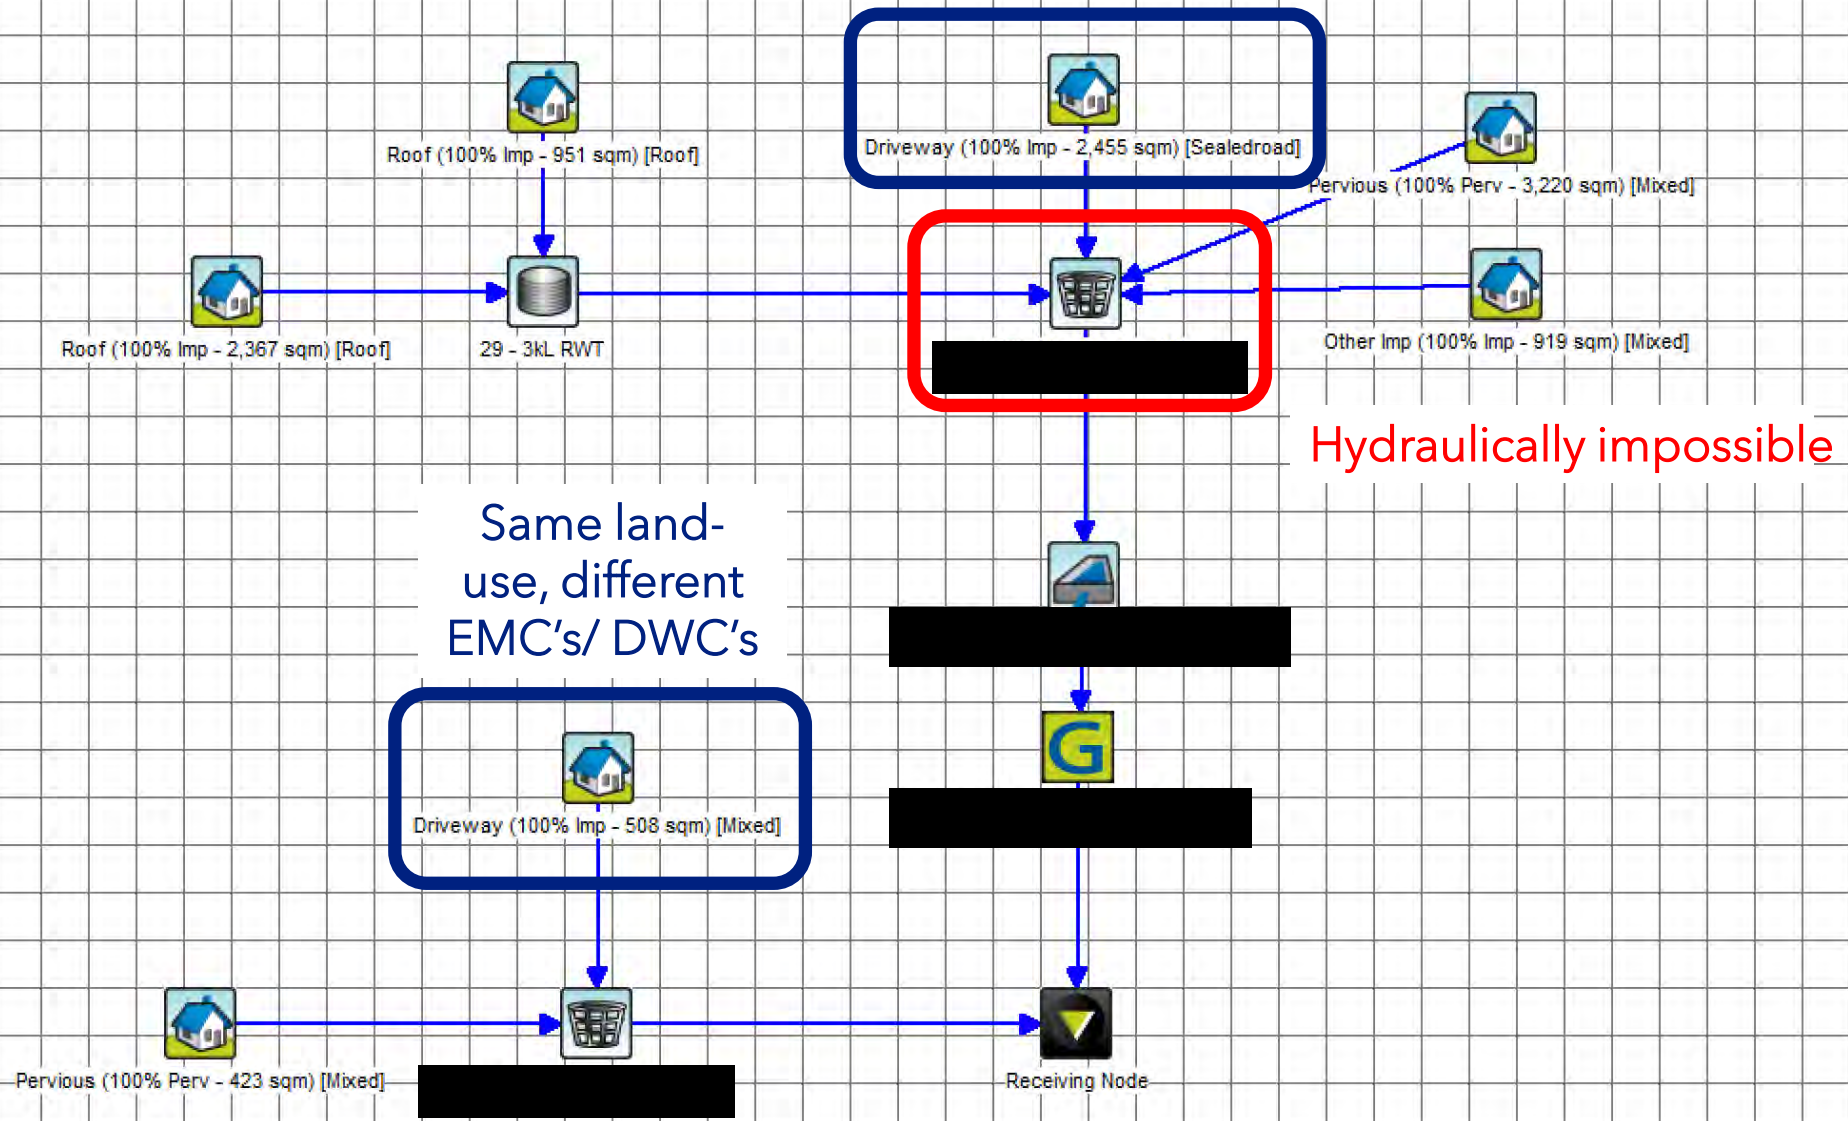 Roof (100% Imp - 951 sqm) [Roof]
Driveway (100% Imp - 2,455 sqm) [Sealedroad]
Pervious (100% Perv - 3,220 sqm) [Mixed]
Roof (100% Imp - 2,367 sqm) [Roof]
29 - 3kL RWT
Other Imp (100% Imp - 919 sqm) [Mixed]
Hydraulically impossible
Same land-
use, different
EMC's/ DWC's
G
Driveway (100% Imp - 508 sqm) [Mixed]
Pervious (100% Perv - 423 sqm) [Mixed]
Receiving Node